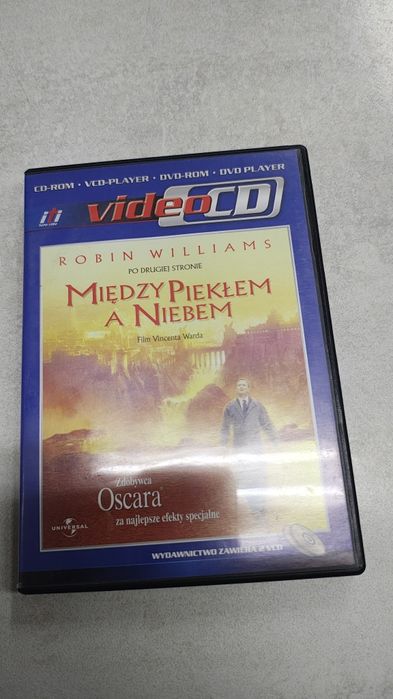 CD-ROM · VCD-PLAYER · DVD-ROM · DVD PLAYER
iti
videoCD
ROBIN WILLIAMS
PO DRUGIEJ STRONIE
MIĘDZY PIEKŁEM
A NIEBEM
Film Vincenta Warda
Zdobywca
Oscara
za najlepsze efekty specjalne
UNIVERSAL
WYDAWNICTWO ZAWIERA 2 VCD